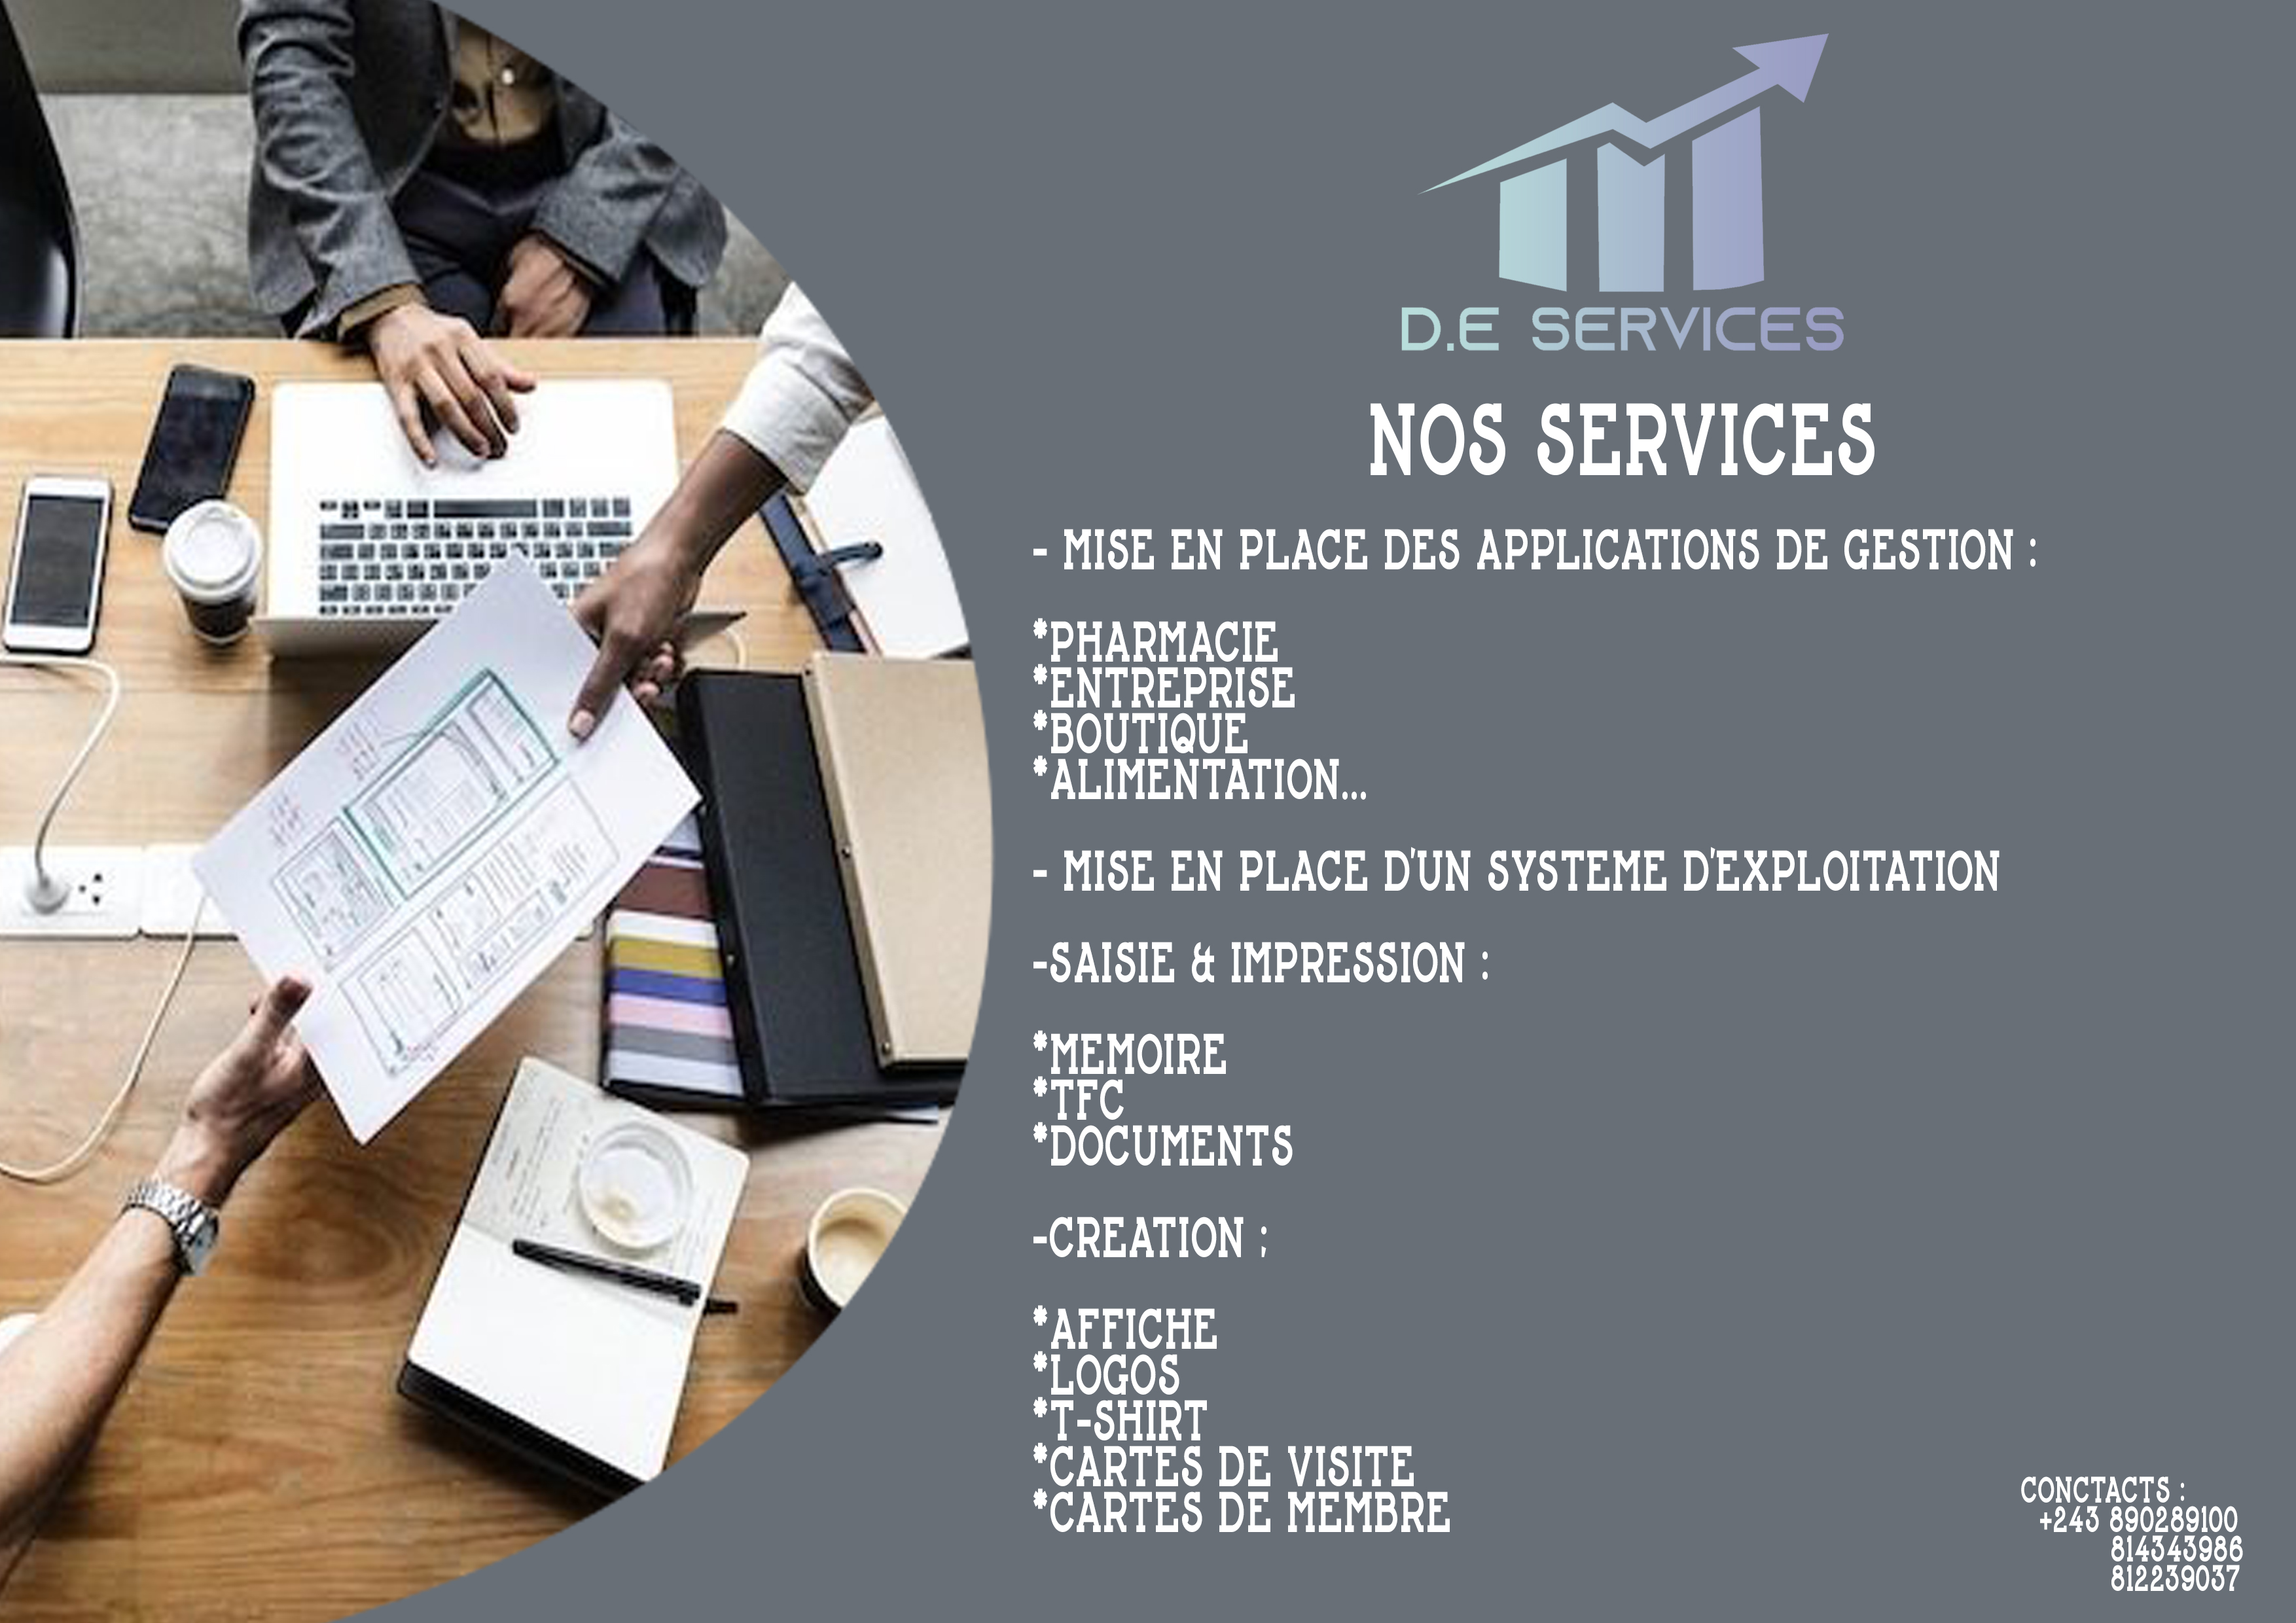 D.E SERVICES
NOS SERVICES
- MISE EN PLACE DES APPLICATIONS DE GESTION :
*PHARMACIE
*ENTREPRISE
*BOUTIQUE
*ALIMENTATION...
- MISE EN PLACE D'UN SYSTEME D'EXPLOITATION
-SAISIE & IMPRESSION :
*MEMOIRE
*TFC
*DOCUMENTS
-CREATION ;
*AFFICHE
*LOGOS
*T-SHIRT
*CARTES DE VISITE
*CARTES DE MEMBRE
CONCTACTS :
+243 890289100
814343986
812239037